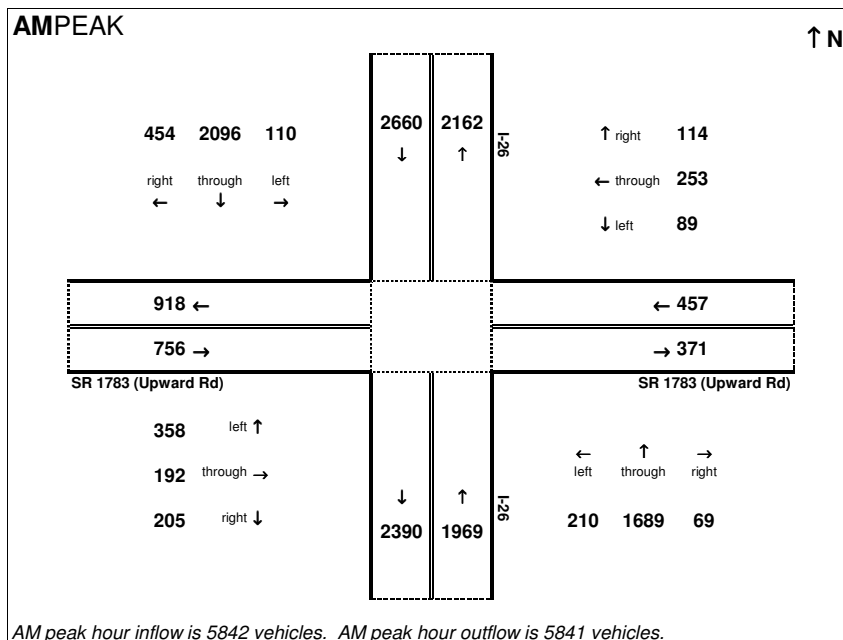 AMPEAK
↑ N
454 2096 110
right through left
← ↓ →
2660 2162
↓ ↑
I-26
↑ right 114
← through 253
↓ left 89
918 ←
756 →
← 457
→ 371
SR 1783 (Upward Rd)
SR 1783 (Upward Rd)
358 left ↑
192 through →
205 right ↓
↓ ↑
2390 1969
I-26
← ↑ →
left through right
210 1689 69
AM peak hour inflow is 5842 vehicles. AM peak hour outflow is 5841 vehicles.